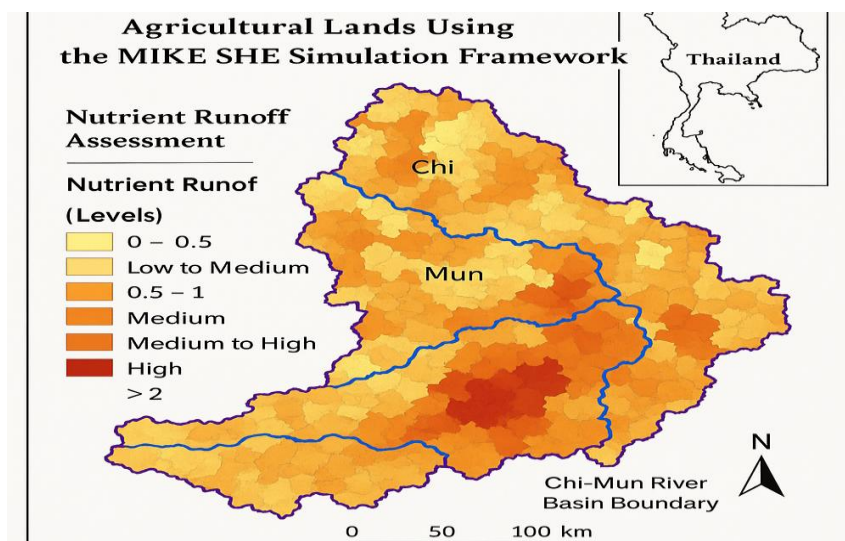 Agricultural Lands Using
the MIKE SHE Simulation Framework
Thailand
Nutrient Runoff
Assessment
Nutrient Runof
(Levels)
0 – 0.5
Low to Medium
0.5 – 1
Medium
Medium to High
High
> 2
Chi
Mun
N
Chi-Mun River
Basin Boundary
0 50 100 km